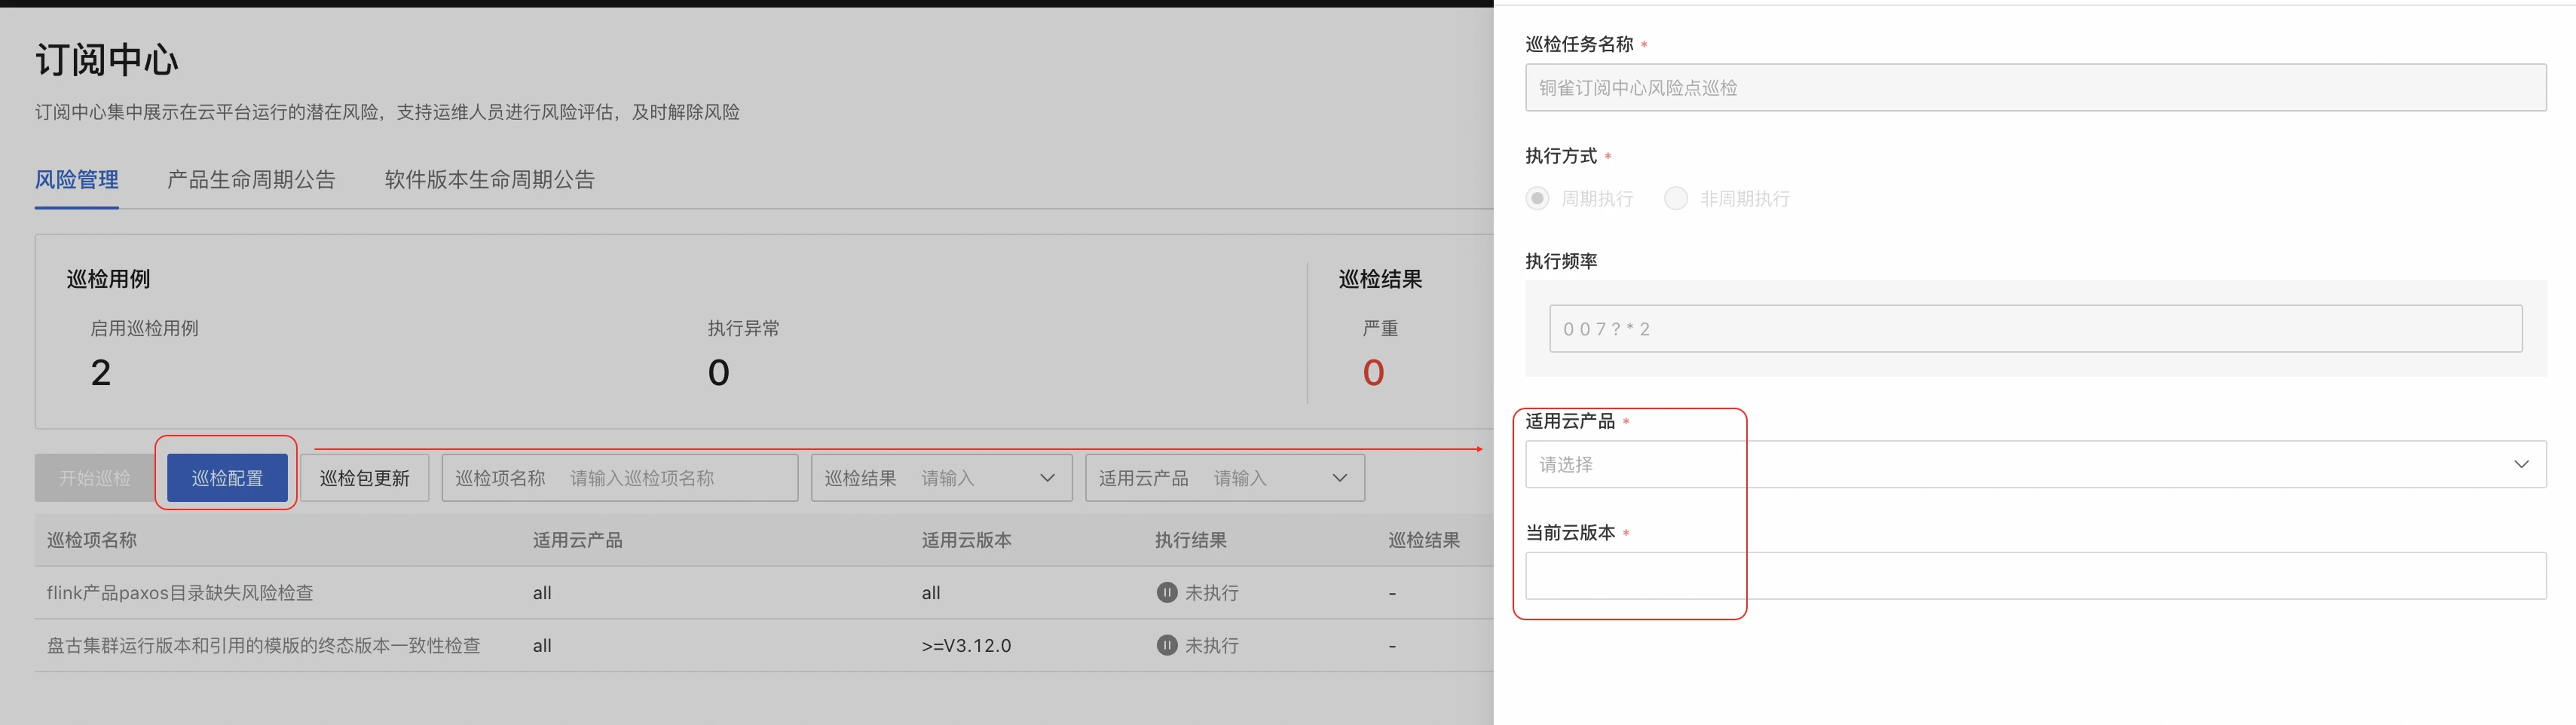 订阅中心
订阅中心集中展示在云平台运行的潜在风险，支持运维人员进行风险评估，及时解除风险
风险管理 产品生命周期公告 软件版本生命周期公告
巡检用例 巡检结果
启用巡检用例 执行异常 严重
2 0 0
开始巡检 巡检配置 巡检包更新 巡检项名称 请输入巡检项名称 巡检结果 请输入 适用云产品 请输入
巡检项名称 适用云产品 适用云版本 执行结果 巡检结果
flink产品paxos目录缺失风险检查 all all 未执行 -
盘古集群运行版本和引用的模版的终态版本一致性检查 all >=V3.12.0 未执行 -
巡检任务名称 *
铜雀订阅中心风险点巡检
执行方式 *
周期执行 非周期执行
执行频率
0 0 7 ? * 2
适用云产品 *
请选择
当前云版本 *